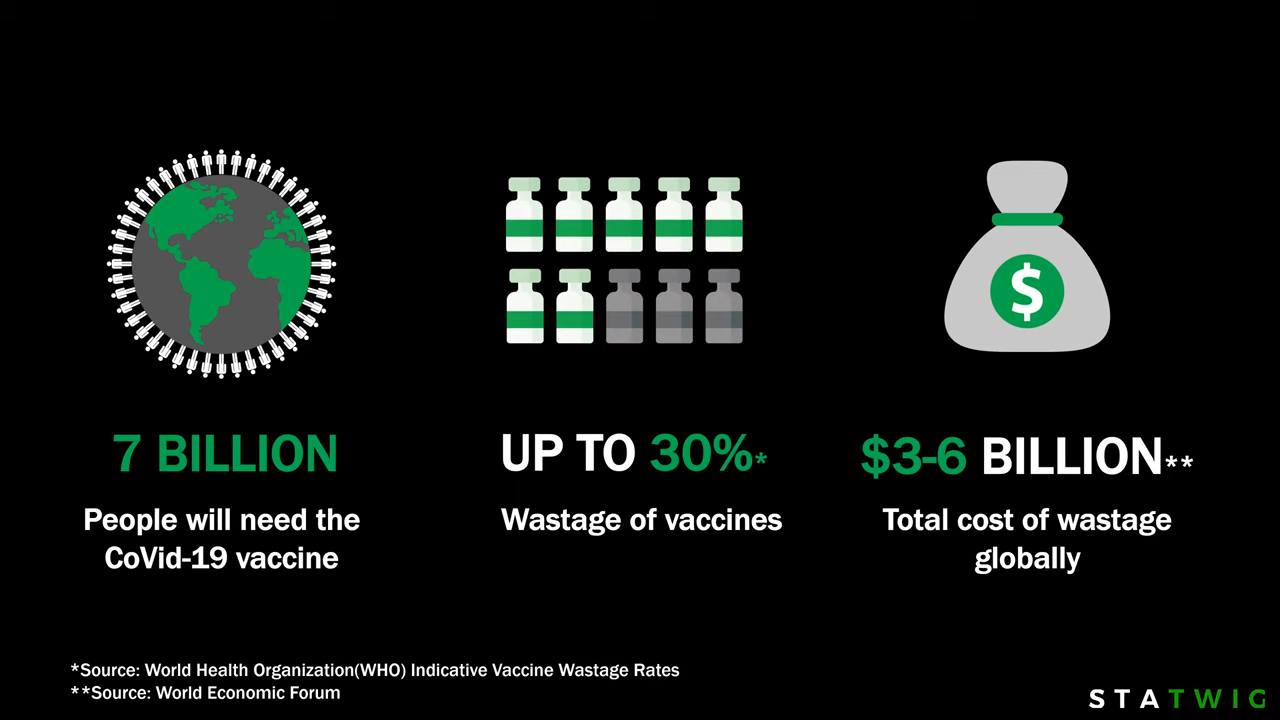 $
7 BILLION
People will need the
CoVid-19 vaccine
UP TO 30%*
Wastage of vaccines
$3-6 BILLION**
Total cost of wastage
globally
*Source: World Health Organization(WHO) Indicative Vaccine Wastage Rates
**Source: World Economic Forum
STATWIG